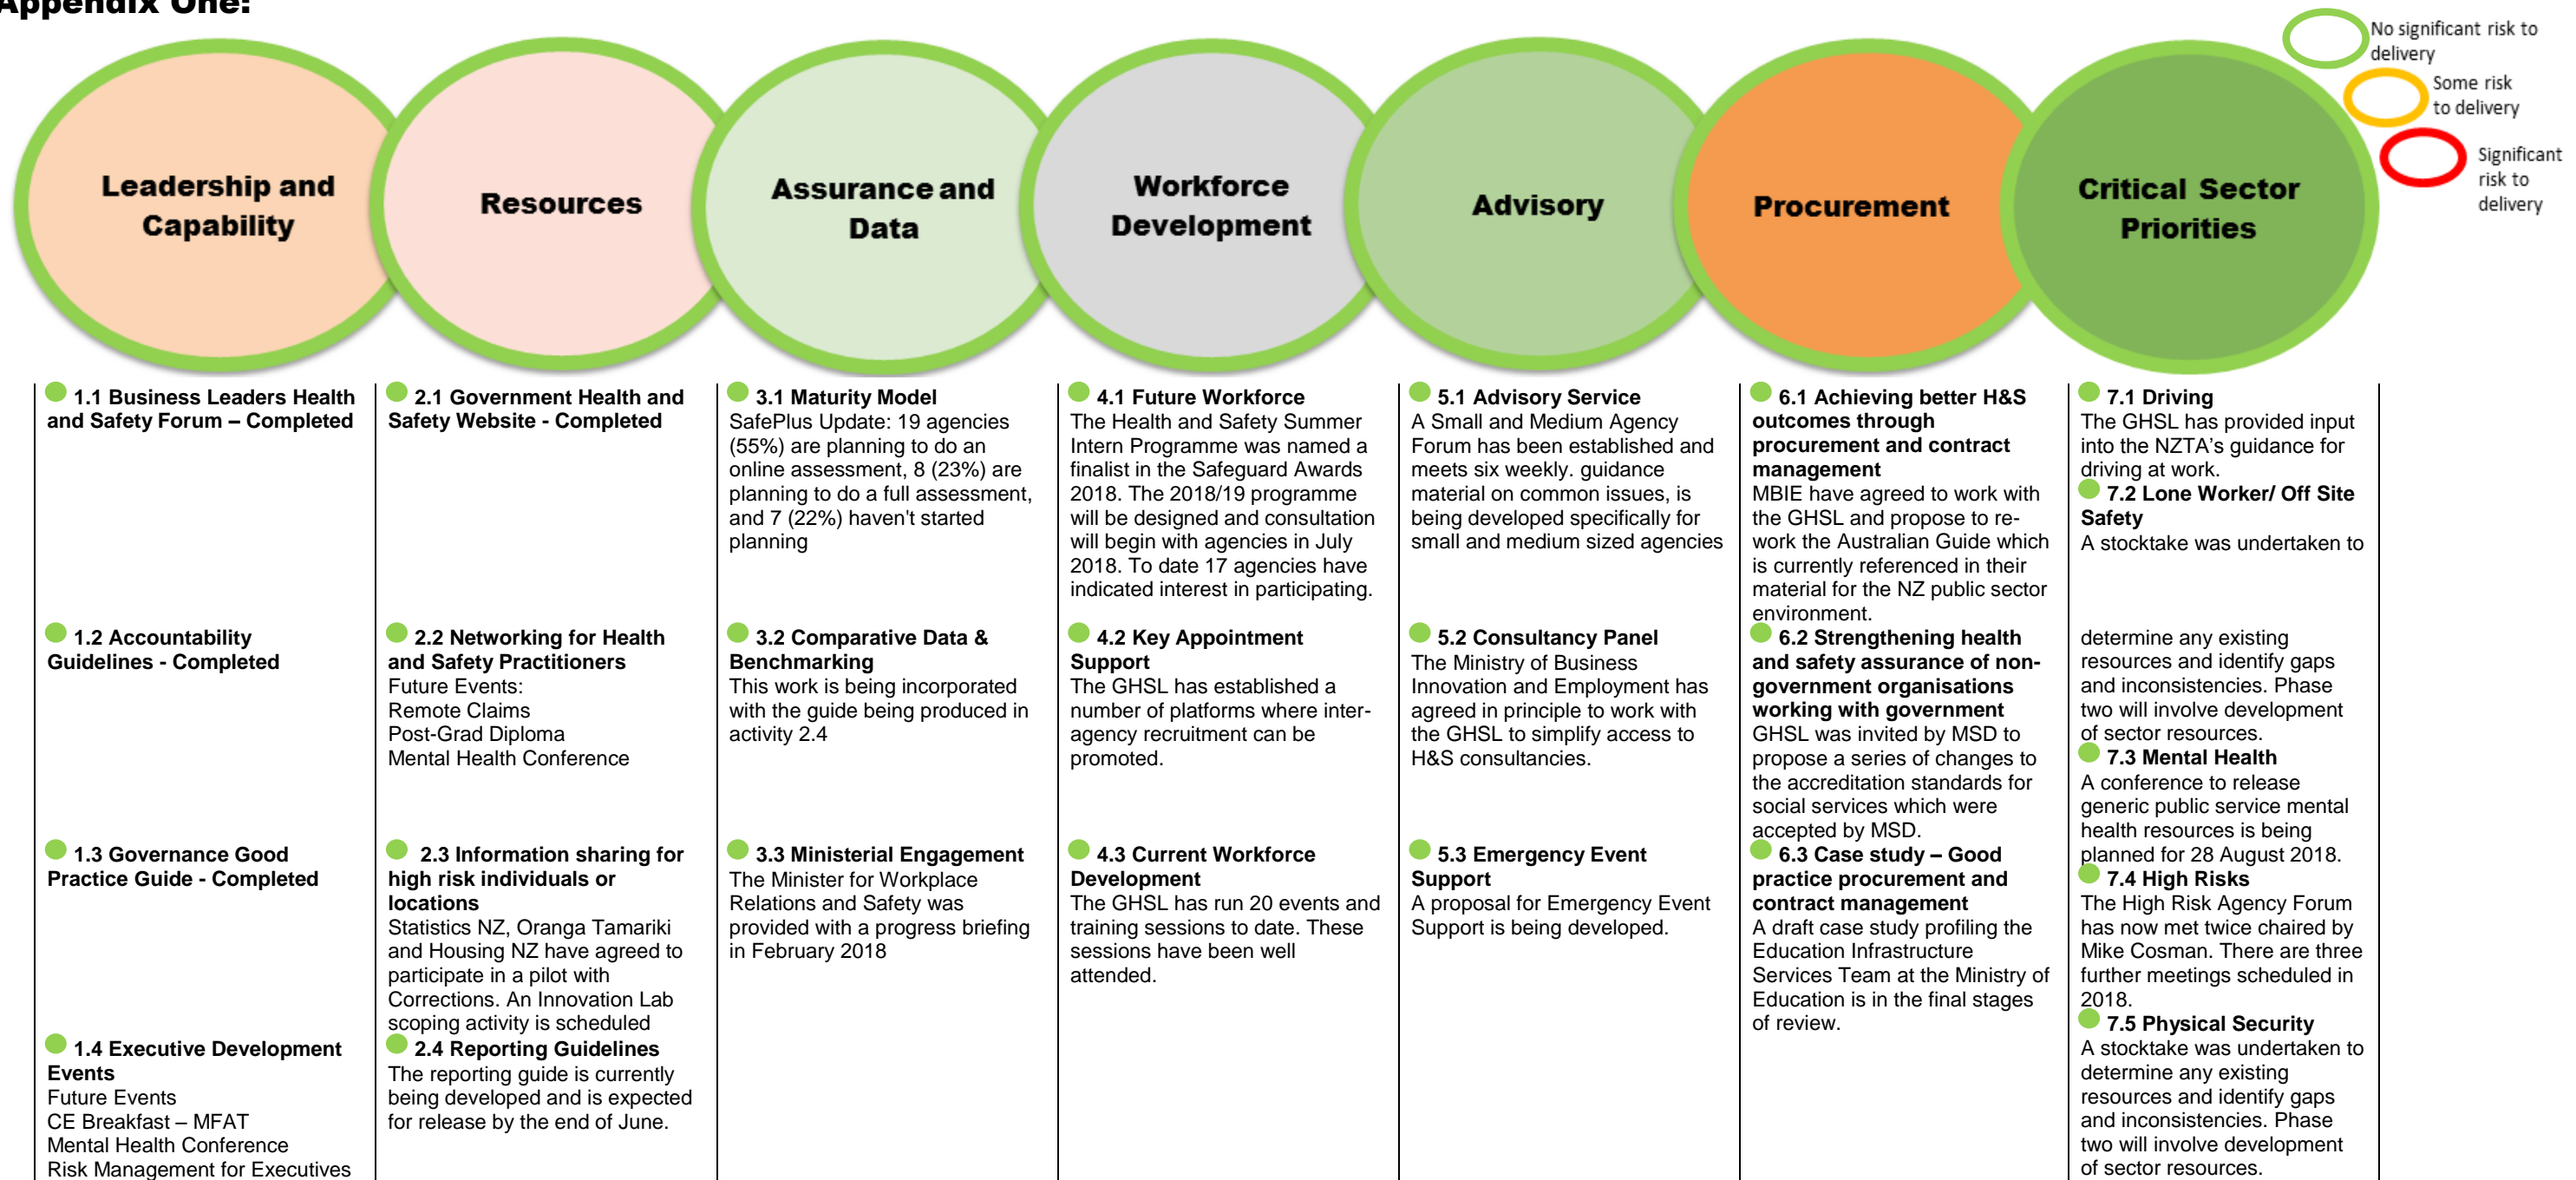 Appendix One:
No significant risk to
delivery
Some risk
to delivery
Significant
risk to
delivery
Leadership and
Capability
Resources
Assurance and
Data
Workforce
Development
Advisory
Procurement
Critical Sector
Priorities
1.1 Business Leaders Health
and Safety Forum – Completed
1.2 Accountability
Guidelines - Completed
1.3 Governance Good
Practice Guide - Completed
1.4 Executive Development
Events
Future Events
CE Breakfast – MFAT
Mental Health Conference
Risk Management for Executives
2.1 Government Health and
Safety Website - Completed
2.2 Networking for Health
and Safety Practitioners
Future Events:
Remote Claims
Post-Grad Diploma
Mental Health Conference
2.3 Information sharing for
high risk individuals or
locations
Statistics NZ, Oranga Tamariki
and Housing NZ have agreed to
participate in a pilot with
Corrections. An Innovation Lab
scoping activity is scheduled
2.4 Reporting Guidelines
The reporting guide is currently
being developed and is expected
for release by the end of June.
3.1 Maturity Model
SafePlus Update: 19 agencies
(55%) are planning to do an
online assessment, 8 (23%) are
planning to do a full assessment,
and 7 (22%) haven't started
planning
3.2 Comparative Data &
Benchmarking
This work is being incorporated
with the guide being produced in
activity 2.4
3.3 Ministerial Engagement
The Minister for Workplace
Relations and Safety was
provided with a progress briefing
in February 2018
4.1 Future Workforce
The Health and Safety Summer
Intern Programme was named a
finalist in the Safeguard Awards
2018. The 2018/19 programme
will be designed and consultation
will begin with agencies in July
2018. To date 17 agencies have
indicated interest in participating.
4.2 Key Appointment
Support
The GHSL has established a
number of platforms where inter-
agency recruitment can be
promoted.
4.3 Current Workforce
Development
The GHSL has run 20 events and
training sessions to date. These
sessions have been well
attended.
5.1 Advisory Service
A Small and Medium Agency
Forum has been established and
meets six weekly. guidance
material on common issues, is
being developed specifically for
small and medium sized agencies
5.2 Consultancy Panel
The Ministry of Business
Innovation and Employment has
agreed in principle to work with
the GHSL to simplify access to
H&S consultancies.
5.3 Emergency Event
Support
A proposal for Emergency Event
Support is being developed.
6.1 Achieving better H&S
outcomes through
procurement and contract
management
MBIE have agreed to work with
the GHSL and propose to re-
work the Australian Guide which
is currently referenced in their
material for the NZ public sector
environment.
6.2 Strengthening health
and safety assurance of non-
government organisations
working with government
GHSL was invited by MSD to
propose a series of changes to
the accreditation standards for
social services which were
accepted by MSD.
6.3 Case study – Good
practice procurement and
contract management
A draft case study profiling the
Education Infrastructure
Services Team at the Ministry of
Education is in the final stages
of review.
7.1 Driving
The GHSL has provided input
into the NZTA's guidance for
driving at work.
7.2 Lone Worker/ Off Site
Safety
A stocktake was undertaken to
determine any existing
resources and identify gaps
and inconsistencies. Phase
two will involve development
of sector resources.
7.3 Mental Health
A conference to release
generic public service mental
health resources is being
planned for 28 August 2018.
7.4 High Risks
The High Risk Agency Forum
has now met twice chaired by
Mike Cosman. There are three
further meetings scheduled in
2018.
7.5 Physical Security
A stocktake was undertaken to
determine any existing
resources and identify gaps
and inconsistencies. Phase
two will involve development
of sector resources.